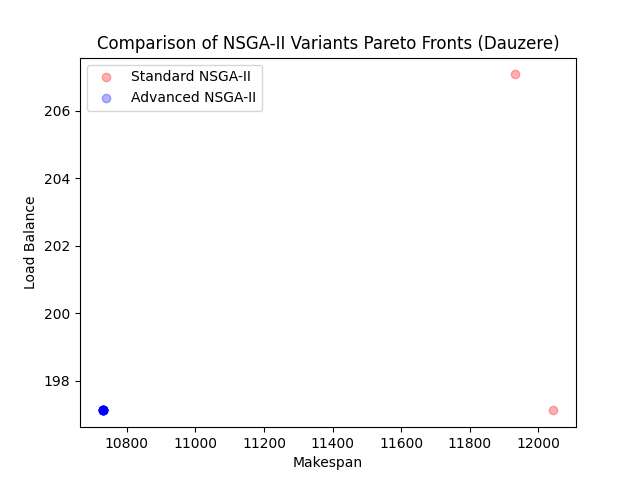 Comparison of NSGA-II Variants Pareto Fronts (Dauzere)
Standard NSGA-II
Advanced NSGA-II
206
204
202
200
198
Load Balance
10800 11000 11200 11400 11600 11800 12000
Makespan